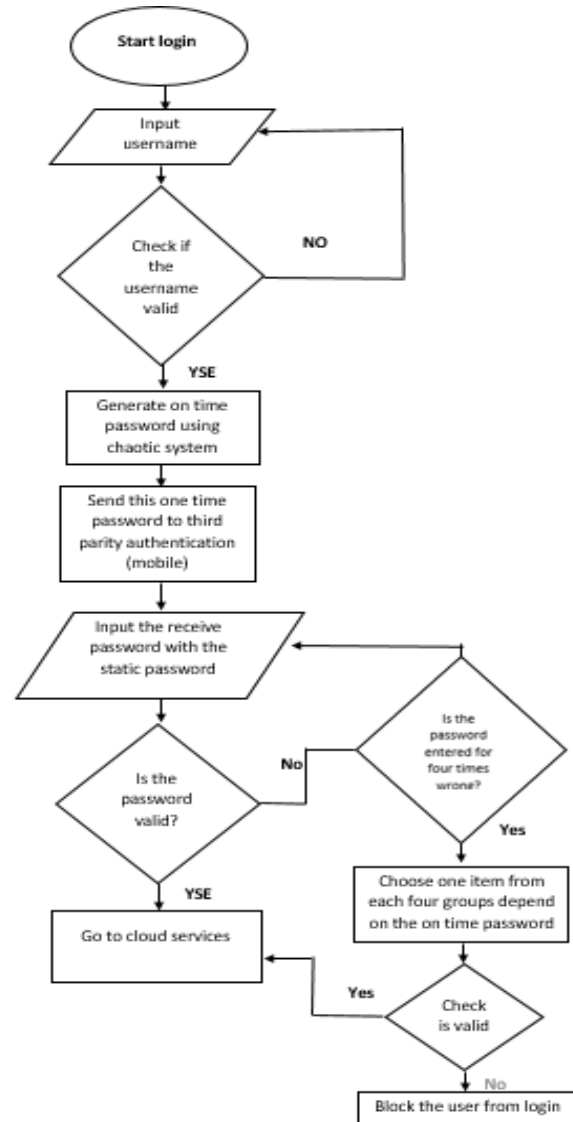 Start login
Input
username
Check if
the
username
valid
NO
YSE
Generate on time
password using
chaotic system
Send this one time
password to third
parity authentication
(mobile)
Input the receive
password with the
static password
Is the
password
valid?
No
Is the
password
entered for
four times
wrone?
Yes
YSE
Choose one item from
each four groups depend
on the on time password
Go to cloud services
Yes
Check
is valid
No
Block the user from login